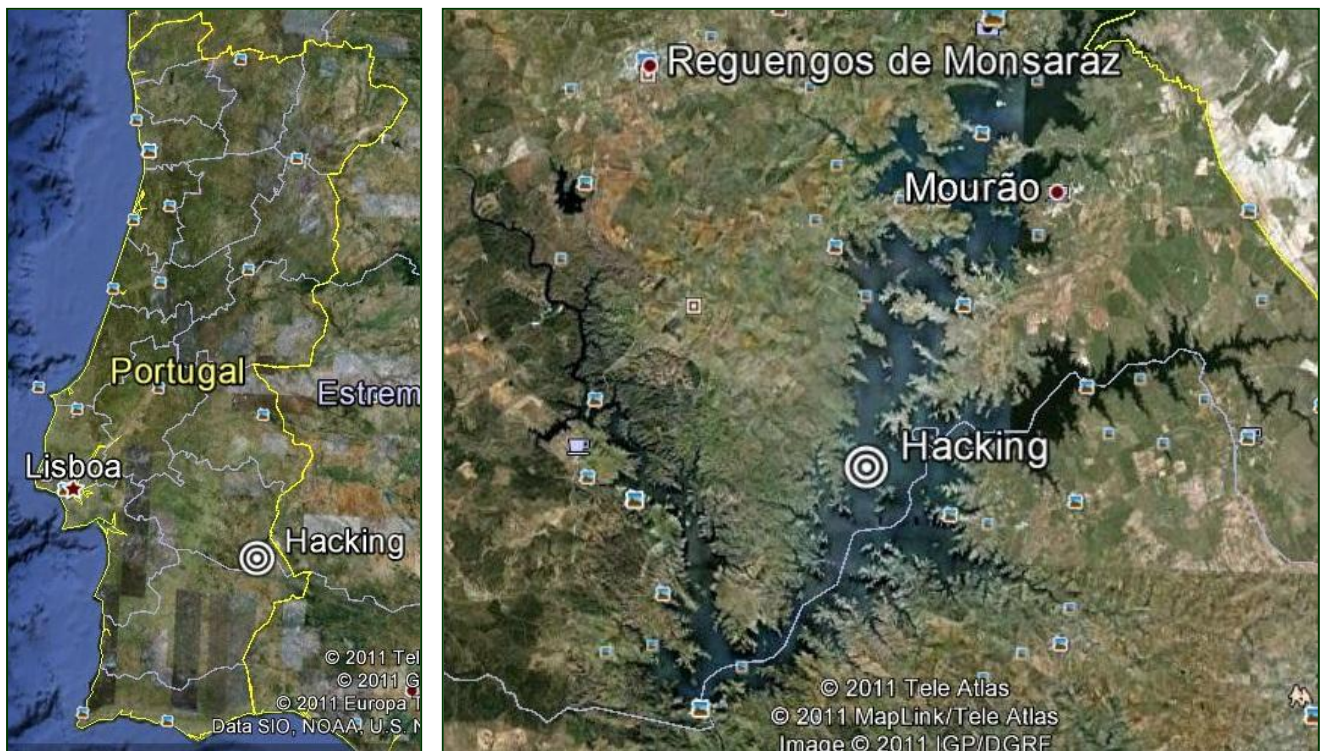 Portugal
Estrem
Lisboa
Hacking
© 2011 Tel
© 2011 G
© 2011 Europa T
Data SIO, NOAA, U.S. N
Reguengos de Monsaraz
Mourão
Hacking
© 2011 Tele Atlas
© 2011 MapLink/Tele Atlas
Image © 2011 IGP/DGRF